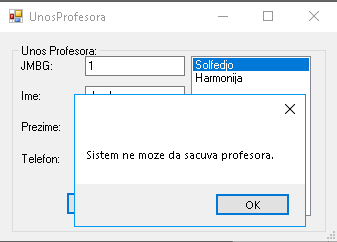 UnosProfesora
Unos Profesora:
JMBG:
1
Solfedjo
Harmonija
Ime:
Prezime:
Telefon:
Sistem ne moze da sacuva profesora.
OK